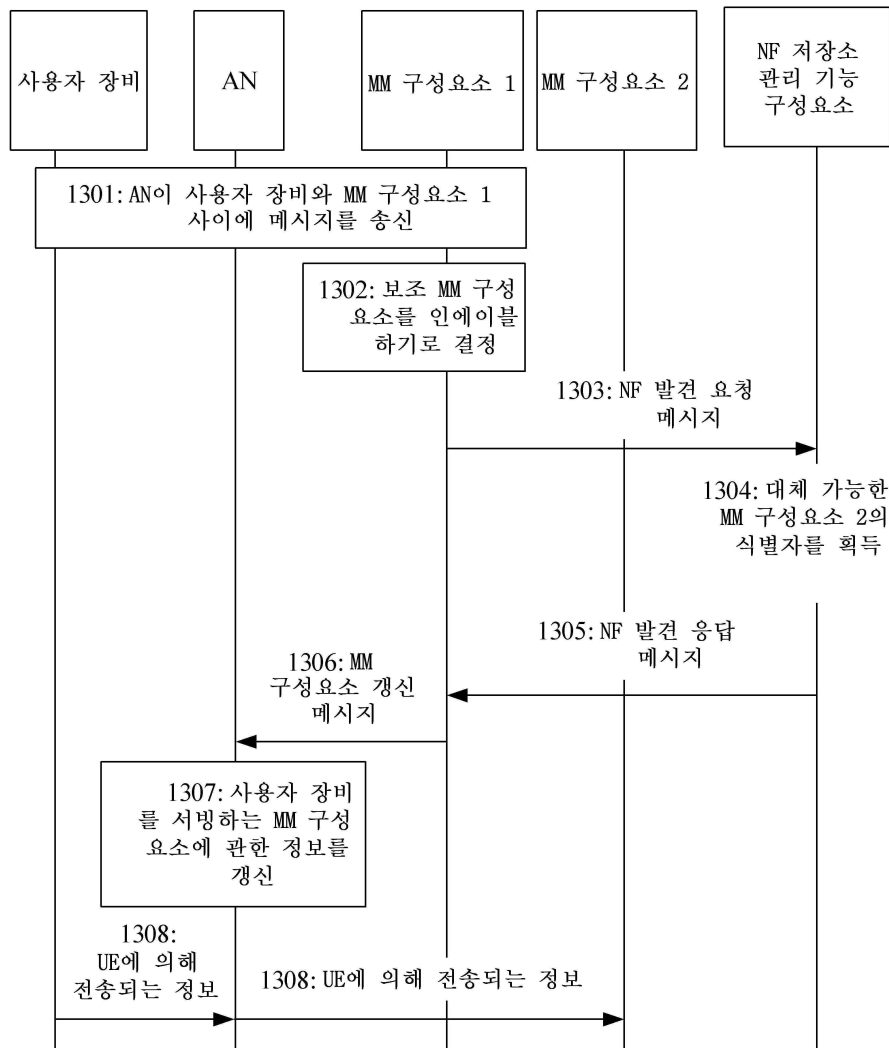 사용자 장비
AN
MM 구성요소 1
MM 구성요소 2
NF 저장소
관리 기능
구성요소
1301: AN이 사용자 장비와 MM 구성요소 1
사이에 메시지를 송신
1302: 보조 MM 구성
요소를 인에이블
하기로 결정
1303: NF 발견 요청
메시지
1304: 대체 가능한
MM 구성요소 2의
식별자를 획득
1305: NF 발견 응답
메시지
1306: MM
구성요소 갱신
메시지
1307: 사용자 장비
를 서빙하는 MM 구성
요소에 관한 정보를
갱신
1308:
UE에 의해
전송되는 정보
1308: UE에 의해 전송되는 정보